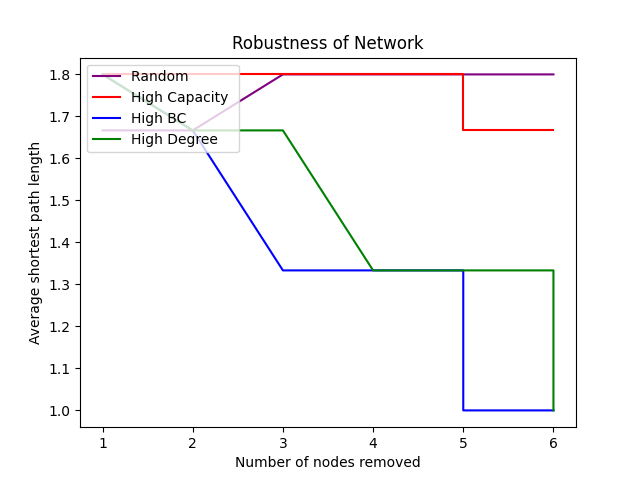 Robustness of Network
Random
High Capacity
High BC
High Degree
Average shortest path length
1.8
1.7
1.6
1.5
1.4
1.3
1.2
1.1
1.0
1 2 3 4 5 6
Number of nodes removed